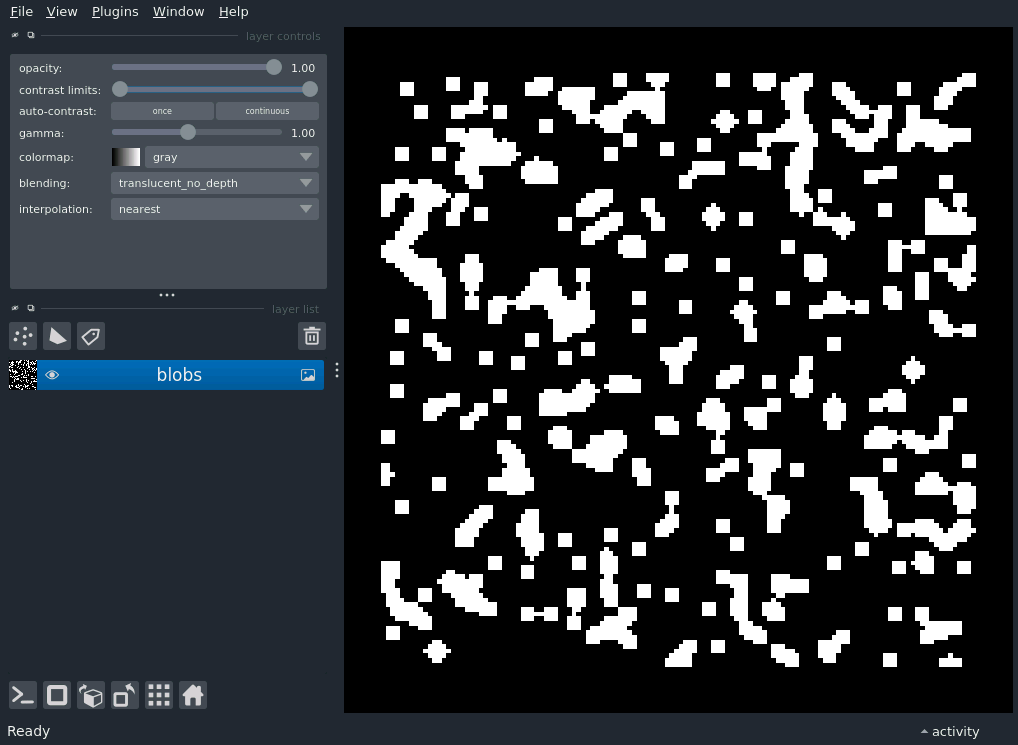 File View Plugins Window Help
layer controls
opacity: 1.00
contrast limits:
auto-contrast: once continuous
gamma: 1.00
colormap: gray
blending: translucent_no_depth
interpolation: nearest
layer list
blobs
Ready activity